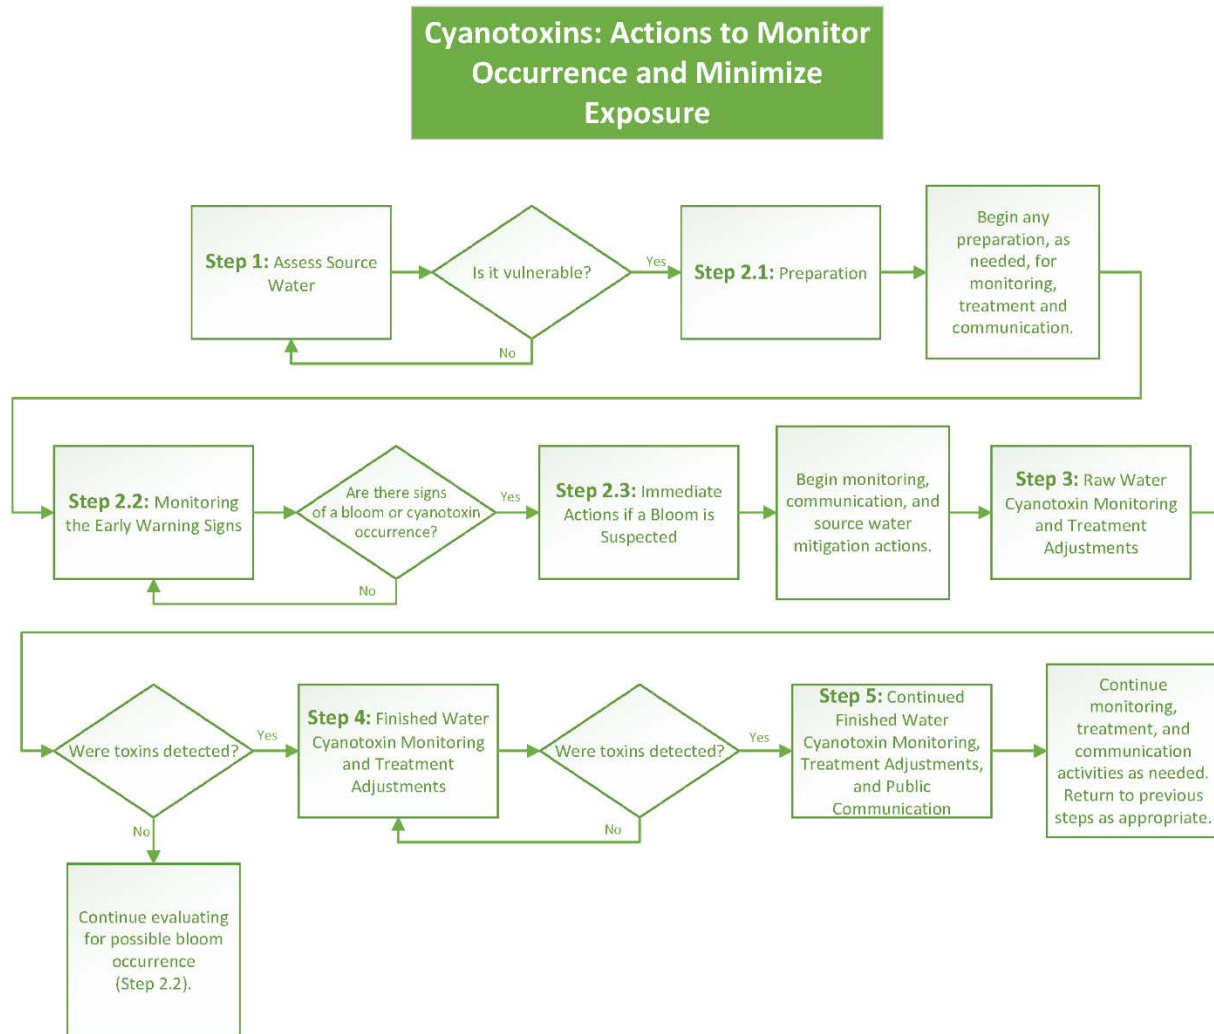 Cyanotoxins: Actions to Monitor
Occurrence and Minimize
Exposure
Step 1: Assess Source
Water
Is it vulnerable?
Yes
No
Step 2.1: Preparation
Begin any
preparation, as
needed, for
monitoring,
treatment and
communication.
Step 2.2: Monitoring
the Early Warning Signs
Are there signs
of a bloom or cyanotoxin
occurrence?
Yes
No
Step 2.3: Immediate
Actions if a Bloom is
Suspected
Begin monitoring,
communication, and
source water
mitigation actions.
Step 3: Raw Water
Cyanotoxin Monitoring
and Treatment
Adjustments
Were toxins detected?
Yes
No
Continue evaluating
for possible bloom
occurrence
(Step 2.2).
Step 4: Finished Water
Cyanotoxin Monitoring
and Treatment
Adjustments
Were toxins detected?
Yes
No
Step 5: Continued
Finished Water
Cyanotoxin Monitoring,
Treatment Adjustments,
and Public
Communication
Continue
monitoring,
treatment, and
communication
activities as needed.
Return to previous
steps as appropriate.